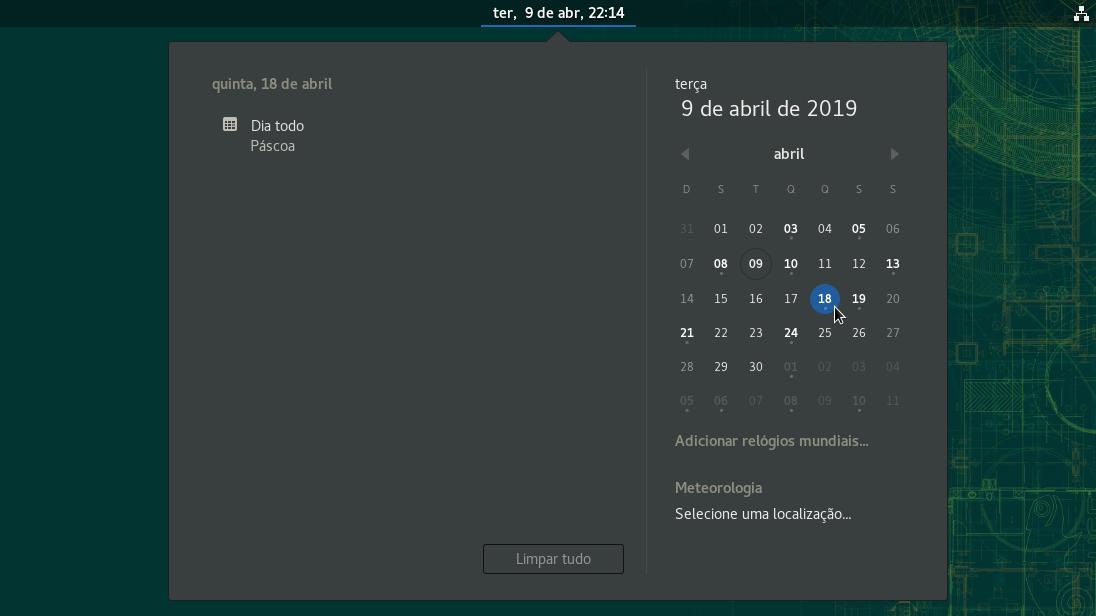 ter,  9 de abr, 22:14
quinta, 18 de abril
Dia todo
Páscoa
terça
9 de abril de 2019
abril
D S T Q Q S S
31 01 02 03 04 05 06
07 08 09 10 11 12 13
14 15 16 17 18 19 20
21 22 23 24 25 26 27
28 29 30 01 02 03 04
05 06 07 08 09 10 11
Adicionar relógios mundiais…
Meteorologia
Selecione uma localização…
Limpar tudo